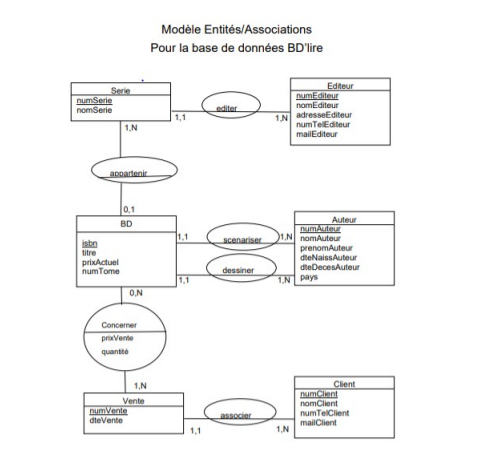 Modèle Entités/Associations
Pour la base de données BD'lire
Serie
numSerie
nomSerie
1,1
editer
1,N
Editeur
numEditeur
nomEditeur
adresseEditeur
numTelEditeur
mailEditeur
1,N
appartenir
0,1
BD
isbn
titre
prixActuel
numTome
1,1
scenariser
1,N
1,1
dessiner
1,N
Auteur
numAuteur
nomAuteur
prenomAuteur
dteNaissAuteur
dteDecesAuteur
pays
0,N
Concerner
prixVente
quantité
1,N
Vente
numVente
dteVente
1,1
associer
1,N
Client
numClient
nomClient
numTelClient
mailClient